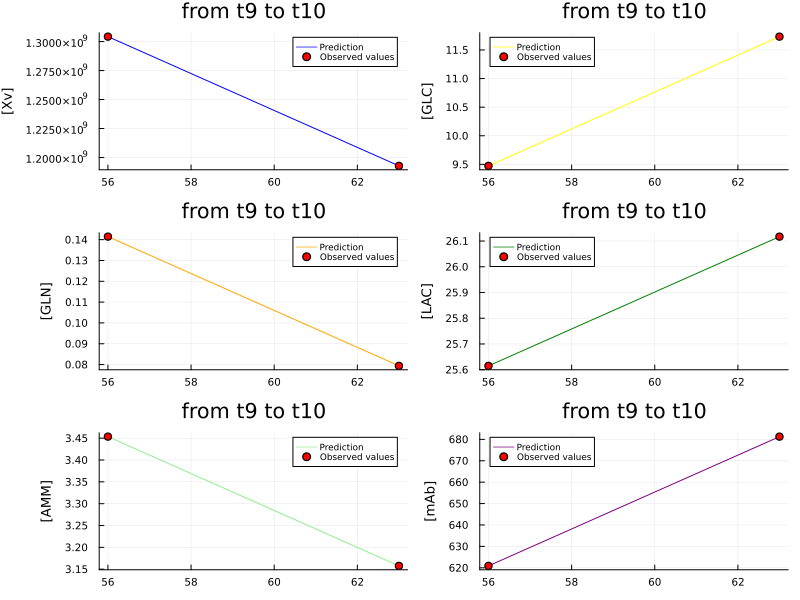 from t9 to t10
[Xv]
1.3000×10⁹
1.2750×10⁹
1.2500×10⁹
1.2250×10⁹
1.2000×10⁹
56 58 60 62
Prediction
Observed values
from t9 to t10
[GLC]
11.5
11.0
10.5
10.0
9.5
56 58 60 62
Prediction
Observed values
from t9 to t10
[GLN]
0.14
0.13
0.12
0.11
0.10
0.09
0.08
56 58 60 62
Prediction
Observed values
from t9 to t10
[LAC]
26.1
26.0
25.9
25.8
25.7
25.6
56 58 60 62
Prediction
Observed values
from t9 to t10
[AMM]
3.45
3.40
3.35
3.30
3.25
3.20
3.15
56 58 60 62
Prediction
Observed values
from t9 to t10
[mAb]
680
670
660
650
640
630
620
56 58 60 62
Prediction
Observed values